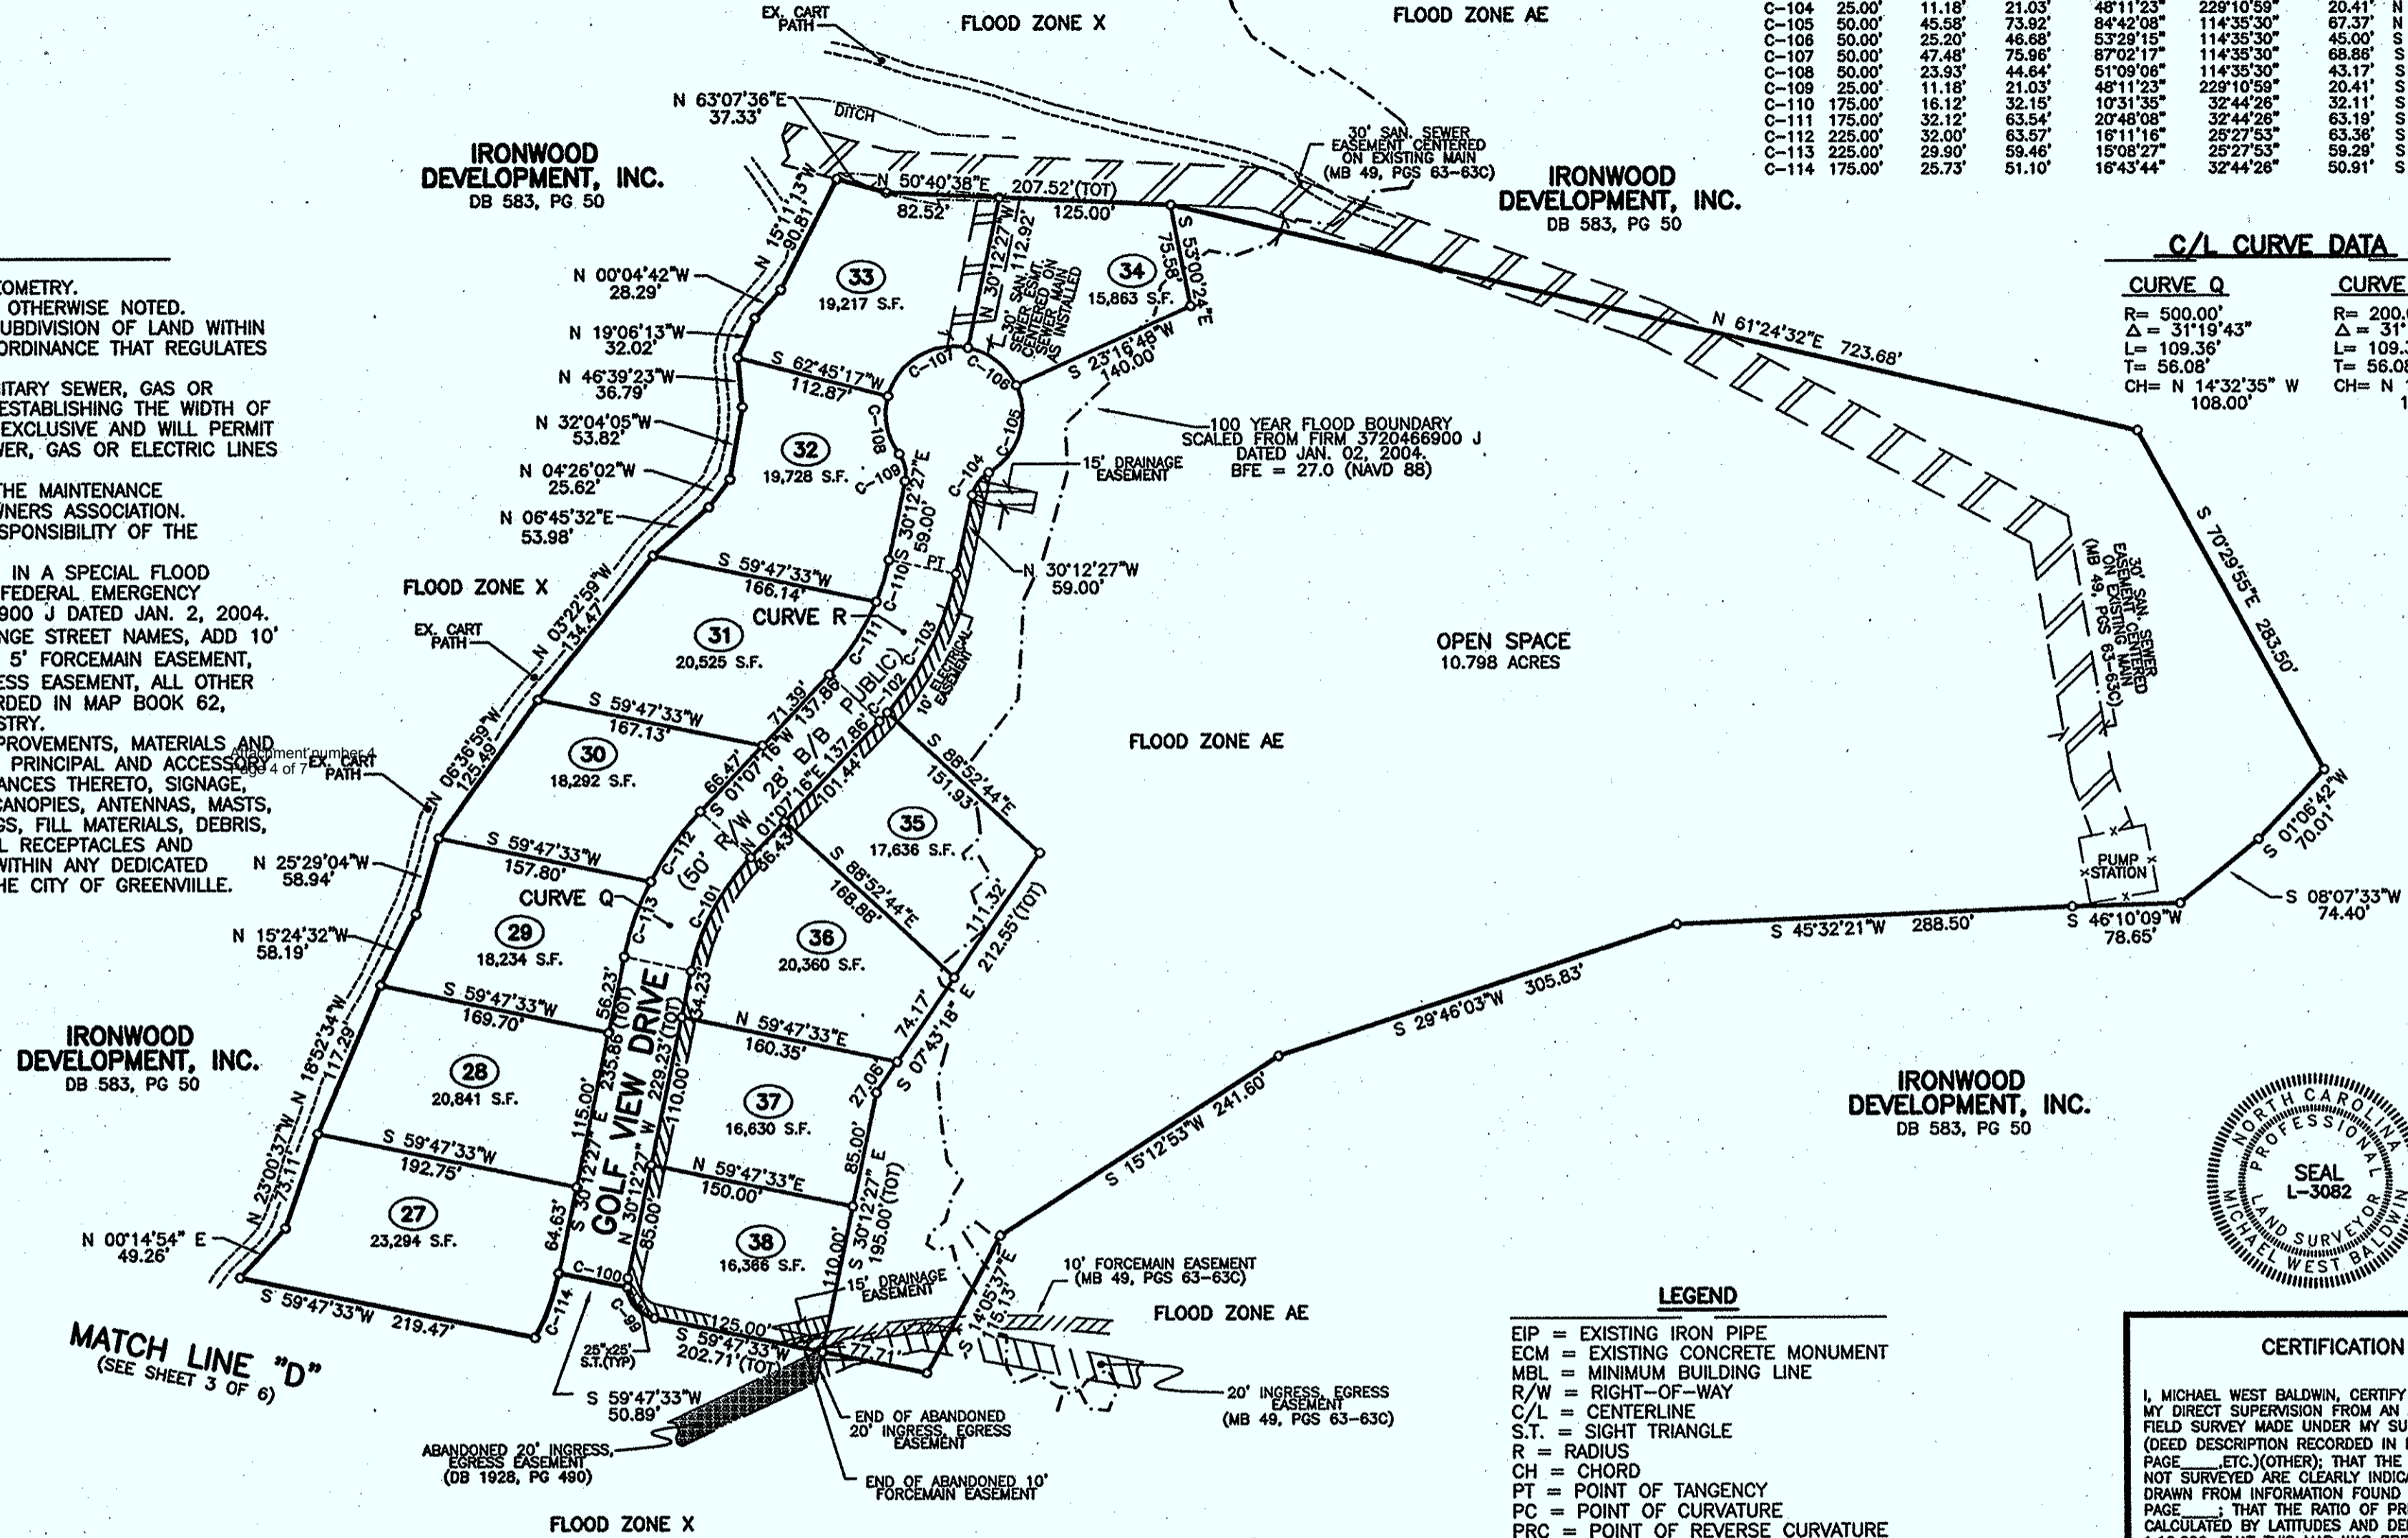 EX. CART
PATH
FLOOD ZONE X
FLOOD ZONE AE
C-104 25.00' 11.18' 21.03' 48°11'23" 229°10'59" 20.41' N
C-105 50.00' 45.58' 73.92' 84°42'08" 114°35'30" 67.37' N
C-106 50.00' 25.20' 46.68' 53°29'15" 114°35'30" 45.00' S
C-107 50.00' 47.48' 75.96' 87°02'17" 114°35'30" 68.86' S
C-108 50.00' 23.93' 44.64' 51°09'08" 114°35'30" 43.17' S
C-109 25.00' 11.18' 21.03' 48°11'23" 229°10'59" 20.41' S
C-110 175.00' 16.12' 32.15' 10°31'35" 32°44'26" 32.11' S
C-111 175.00' 32.12' 63.54' 20°48'08" 32°44'26" 63.19' S
C-112 225.00' 32.00' 63.57' 16°11'16" 25°27'53" 63.36' S
C-113 225.00' 29.90' 59.46' 15°08'27" 25°27'53" 59.29' S
C-114 175.00' 25.73' 51.10' 16°43'44" 32°44'26" 50.91' S
N 63°07'36"E
37.33'
DITCH
30' SAN. SEWER
EASEMENT CENTERED
ON EXISTING MAIN
(MB 49, PGS 63-63C)
IRONWOOD
DEVELOPMENT, INC.
DB 583, PG 50
IRONWOOD
DEVELOPMENT, INC.
DB 583, PG 50
N 50°40'38"E 207.52'(TOT)
82.52' 125.00'
N 15°11'13"W
90.81'
N 30°12'27"W
112.92'
30' SAN.
SEWER ESMT.
CENTERED ON
SEWER MAIN
AS
INSTALLED
S 53°00'24"E
75.58'
33
19,217 S.F.
34
15,863 S.F.
N 00°04'42"W
28.29'
N 19°06'13"W
32.02'
N 46°39'23"W
36.79'
N 32°04'05"W
53.82'
N 04°26'02"W
25.62'
N 06°45'32"E
53.98'
S 62°45'17"W
112.87'
C-107
C-106
C-105
C-108
C-109
C-104
S 23°16'48"W
140.00'
N 61°24'32"E 723.68'
C/L CURVE DATA
CURVE Q
R= 500.00'
Δ = 31°19'43"
L= 109.36'
T= 56.08'
CH= N 14°32'35" W
108.00'
CURVE
R= 200.
Δ = 31°
L= 109.
T= 56.08
CH= N
1
OMETRY.
OTHERWISE NOTED.
UBDIVISION OF LAND WITHIN
ORDINANCE THAT REGULATES
ITARY SEWER, GAS OR
ESTABLISHING THE WIDTH OF
EXCLUSIVE AND WILL PERMIT
WER, GAS OR ELECTRIC LINES
THE MAINTENANCE
WNERS ASSOCIATION.
SPONSIBILITY OF THE
IN A SPECIAL FLOOD
FEDERAL EMERGENCY
900 J DATED JAN. 2, 2004.
NGE STREET NAMES, ADD 10'
5' FORCEMAIN EASEMENT,
ESS EASEMENT, ALL OTHER
RDED IN MAP BOOK 62,
STRY.
PROVEMENTS, MATERIALS AND
PRINCIPAL AND ACCESSORY
ANCES THERETO, SIGNAGE,
CANOPIES, ANTENNAS, MASTS,
GS, FILL MATERIALS, DEBRIS,
L RECEPTACLES AND
WITHIN ANY DEDICATED
HE CITY OF GREENVIILLE.
Attachment number 4
Page 4 of 7
32
19,728 S.F.
100 YEAR FLOOD BOUNDARY
SCALED FROM FIRM 3720466900 J
DATED JAN. 02, 2004.
BFE = 27.0 (NAVD 88)
15' DRAINAGE
EASEMENT
S 30°12'27"E
59.00'
PT
N 30°12'27"W
59.00'
FLOOD ZONE X
EX. CART
PATH
N 03°22'59"W
134.47'
S 59°47'33"W
166.14'
CURVE R
C-110
C-111
C-103
C-102
10' ELECTRICAL
EASEMENT
31
20,525 S.F.
S 59°47'33"W
167.13'
71.39'
137.86'
66.47'
S 01°07'16"W
(50' R/W 28' B/B PUBLIC)
N 01°07'16"E 137.86'
101.44'
36.43'
30
18,292 S.F.
EX. CART
PATH
N 06°36'59"W
125.49'
S 88°52'44"E
151.93'
35
17,636 S.F.
S 88°52'44"E
168.88'
OPEN SPACE
10.798 ACRES
FLOOD ZONE AE
30' SAN. SEWER
EASEMENT CENTERED
ON EXISTING MAIN
(MB 49, PGS 63-63C)
S 70°29'55"E 283.50'
S 01°06'42"W
70.01'
S 08°07'33"W
74.40'
PUMP
STATION
S 46°10'09"W
78.65'
S 45°32'21"W 288.50'
S 29°46'03"W 305.83'
S 15°12'53"W 241.60'
N 25°29'04"W
58.94'
S 59°47'33"W
157.80'
CURVE Q
C-112
C-113
C-101
29
18,234 S.F.
N 15°24'32"W
58.19'
36
20,360 S.F.
111.32'
212.55'(TOT)
S 59°47'33"W
169.70'
56.23'
235.86'(TOT)
34.23'
229.23'(TOT)
N 59°47'33"E
160.35'
74.17'
S 07°43'18" E
27.06'
IRONWOOD
DEVELOPMENT, INC.
DB 583, PG 50
N 18°52'34"W
117.29'
28
20,841 S.F.
115.00'
S 30°12'27" E
GOLF VIEW DRIVE
N 30°12'27" W
110.00'
37
16,630 S.F.
85.00'
S 30°12'27" E
195.00'(TOT)
N 23°00'37"W
73.11'
S 59°47'33"W
192.75'
N 59°47'33"E
150.00'
27
23,294 S.F.
64.63'
85.00'
38
16,366 S.F.
110.00'
N 00°14'54" E
49.26'
S 59°47'33"W 219.47'
C-114
C-100
C-99
15' DRAINAGE
EASEMENT
10' FORCEMAIN EASEMENT
(MB 49, PGS 63-63C)
FLOOD ZONE AE
S 14°05'37"E
115.13'
125.00'
S 59°47'33"W
202.71'(TOT)
77.71'
25'x25'
S.T.(TYP)
S 59°47'33"W
50.89'
MATCH LINE "D"
(SEE SHEET 3 OF 6)
ABANDONED 20' INGRESS,
EGRESS EASEMENT
(DB 1928, PG 490)
END OF ABANDONED
20' INGRESS, EGRESS
EASEMENT
END OF ABANDONED 10'
FORCEMAIN EASEMENT
20' INGRESS, EGRESS
EASEMENT
(MB 49, PGS 63-63C)
FLOOD ZONE X
IRONWOOD
DEVELOPMENT, INC.
DB 583, PG 50
NORTH CAROLINA
PROFESSIONAL
SEAL
L-3082
LAND SURVEYOR
MICHAEL WEST BALDWIN
LEGEND
EIP = EXISTING IRON PIPE
ECM = EXISTING CONCRETE MONUMENT
MBL = MINIMUM BUILDING LINE
R/W = RIGHT-OF-WAY
C/L = CENTERLINE
S.T. = SIGHT TRIANGLE
R = RADIUS
CH = CHORD
PT = POINT OF TANGENCY
PC = POINT OF CURVATURE
PRC = POINT OF REVERSE CURVATURE
CERTIFICATION
I, MICHAEL WEST BALDWIN, CERTIFY
MY DIRECT SUPERVISION FROM AN
FIELD SURVEY MADE UNDER MY SU
(DEED DESCRIPTION RECORDED IN
PAGE____,ETC.)(OTHER); THAT THE
NOT SURVEYED ARE CLEARLY INDICA
DRAWN FROM INFORMATION FOUND
PAGE____; THAT THE RATIO OF PR
CALCULATED BY LATITUDES AND DE